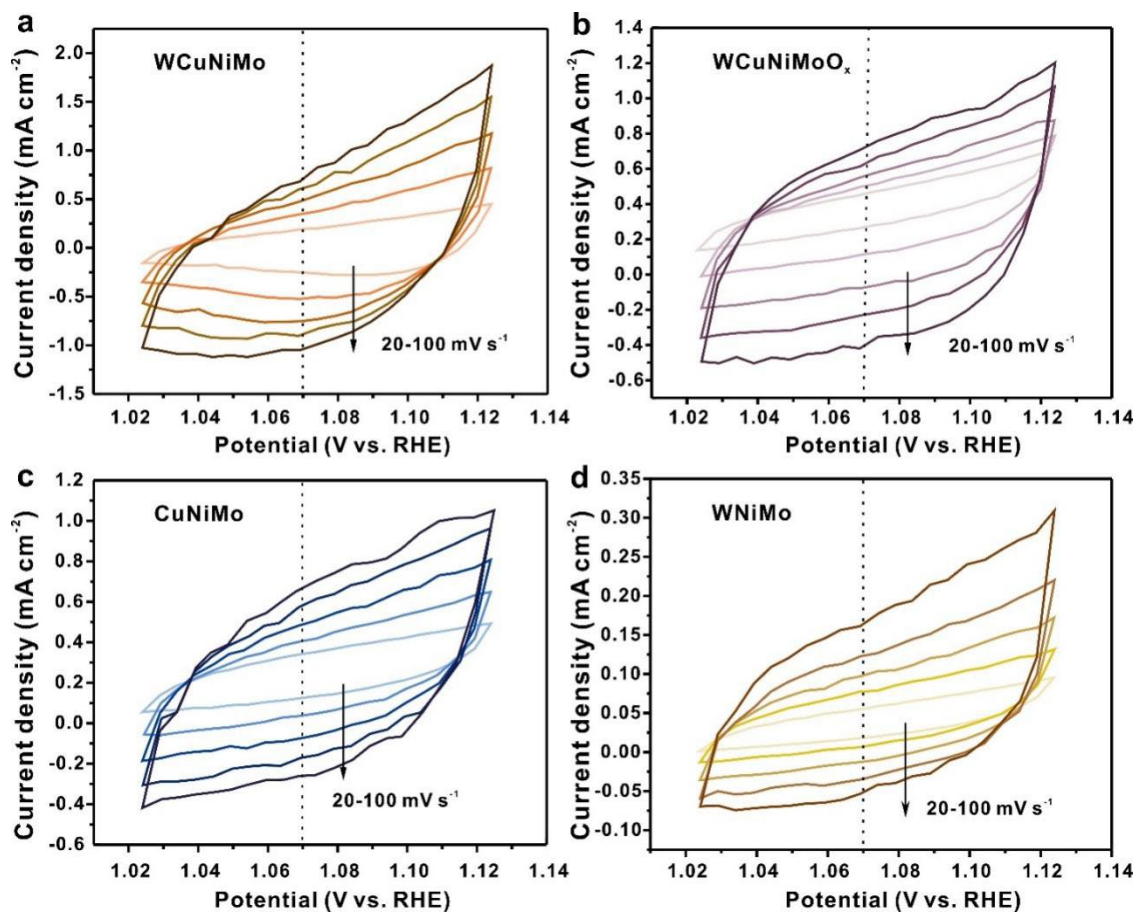 a
WCuNiMo
Current density (mA cm⁻²)
2.0
1.5
1.0
0.5
0.0
-0.5
-1.0
-1.5
20-100 mV s⁻¹
1.02 1.04 1.06 1.08 1.10 1.12 1.14
Potential (V vs. RHE)
b
WCuNiMoOₓ
Current density (mA cm⁻²)
1.4
1.2
1.0
0.8
0.6
0.4
0.2
0.0
-0.2
-0.4
-0.6
20-100 mV s⁻¹
1.02 1.04 1.06 1.08 1.10 1.12 1.14
Potential (V vs. RHE)
c
CuNiMo
Current density (mA cm⁻²)
1.2
1.0
0.8
0.6
0.4
0.2
0.0
-0.2
-0.4
-0.6
20-100 mV s⁻¹
1.02 1.04 1.06 1.08 1.10 1.12 1.14
Potential (V vs. RHE)
d
WNiMo
Current density (mA cm⁻²)
0.35
0.30
0.25
0.20
0.15
0.10
0.05
0.00
-0.05
-0.10
20-100 mV s⁻¹
1.02 1.04 1.06 1.08 1.10 1.12 1.14
Potential (V vs. RHE)